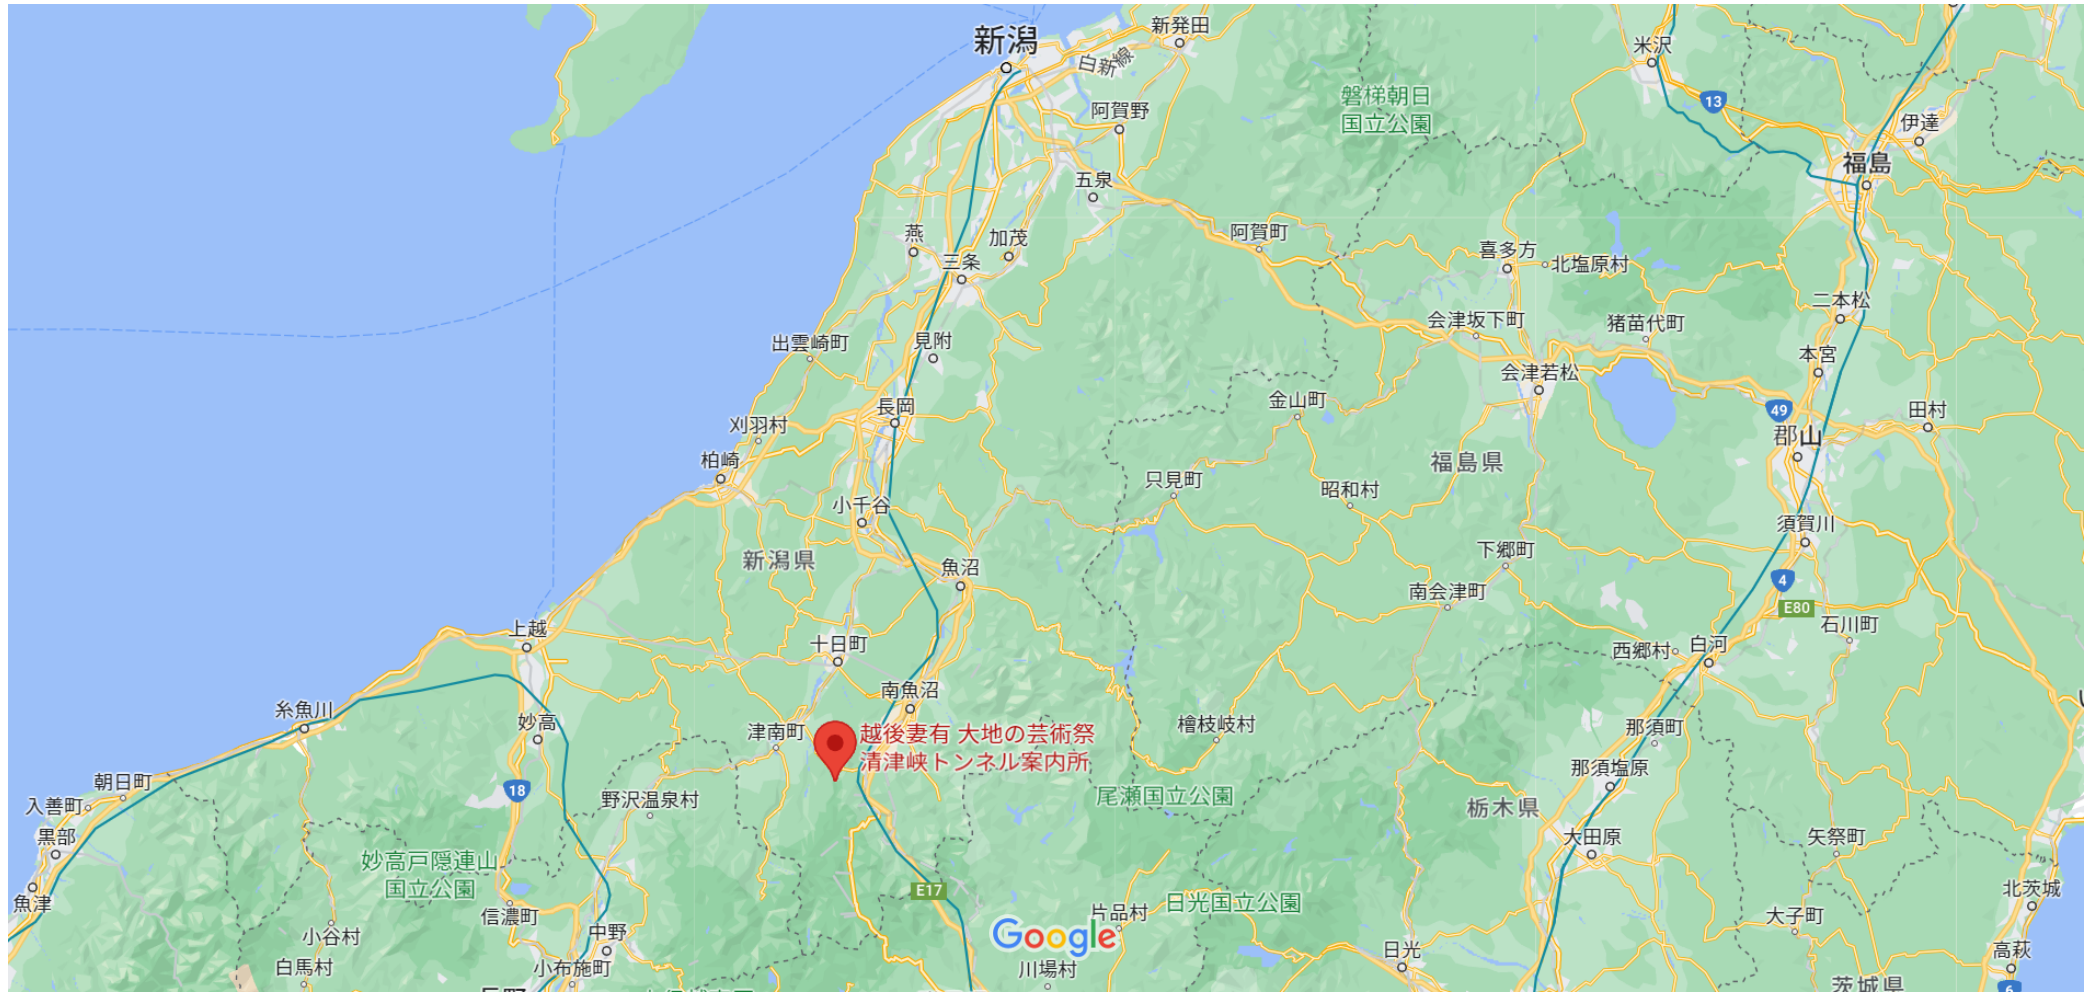 新潟
新発田
白新線
米沢
磐梯朝日
国立公園
13
阿賀野
伊達
福島
五泉
燕
加茂
阿賀町
三条
喜多方
北塩原村
二本松
出雲崎町
見附
会津坂下町
猪苗代町
本宮
会津若松
長岡
金山町
49
田村
刈羽村
郡山
柏崎
福島県
只見町
昭和村
小千谷
須賀川
新潟県
魚沼
下郷町
4
南会津町
E80
上越
石川町
十日町
西郷村
白河
南魚沼
糸魚川
妙高
津南町
越後妻有 大地の芸術祭
清津峡トンネル案内所
檜枝岐村
那須町
朝日町
18
那須塩原
入善町
野沢温泉村
尾瀬国立公園
栃木県
黒部
大田原
矢祭町
妙高戸隠連山
国立公園
E17
魚津
日光国立公園
北茨城
信濃町
片品村
大子町
小谷村
中野
Google
日光
高萩
白馬村
小布施町
川場村
茨城県
6